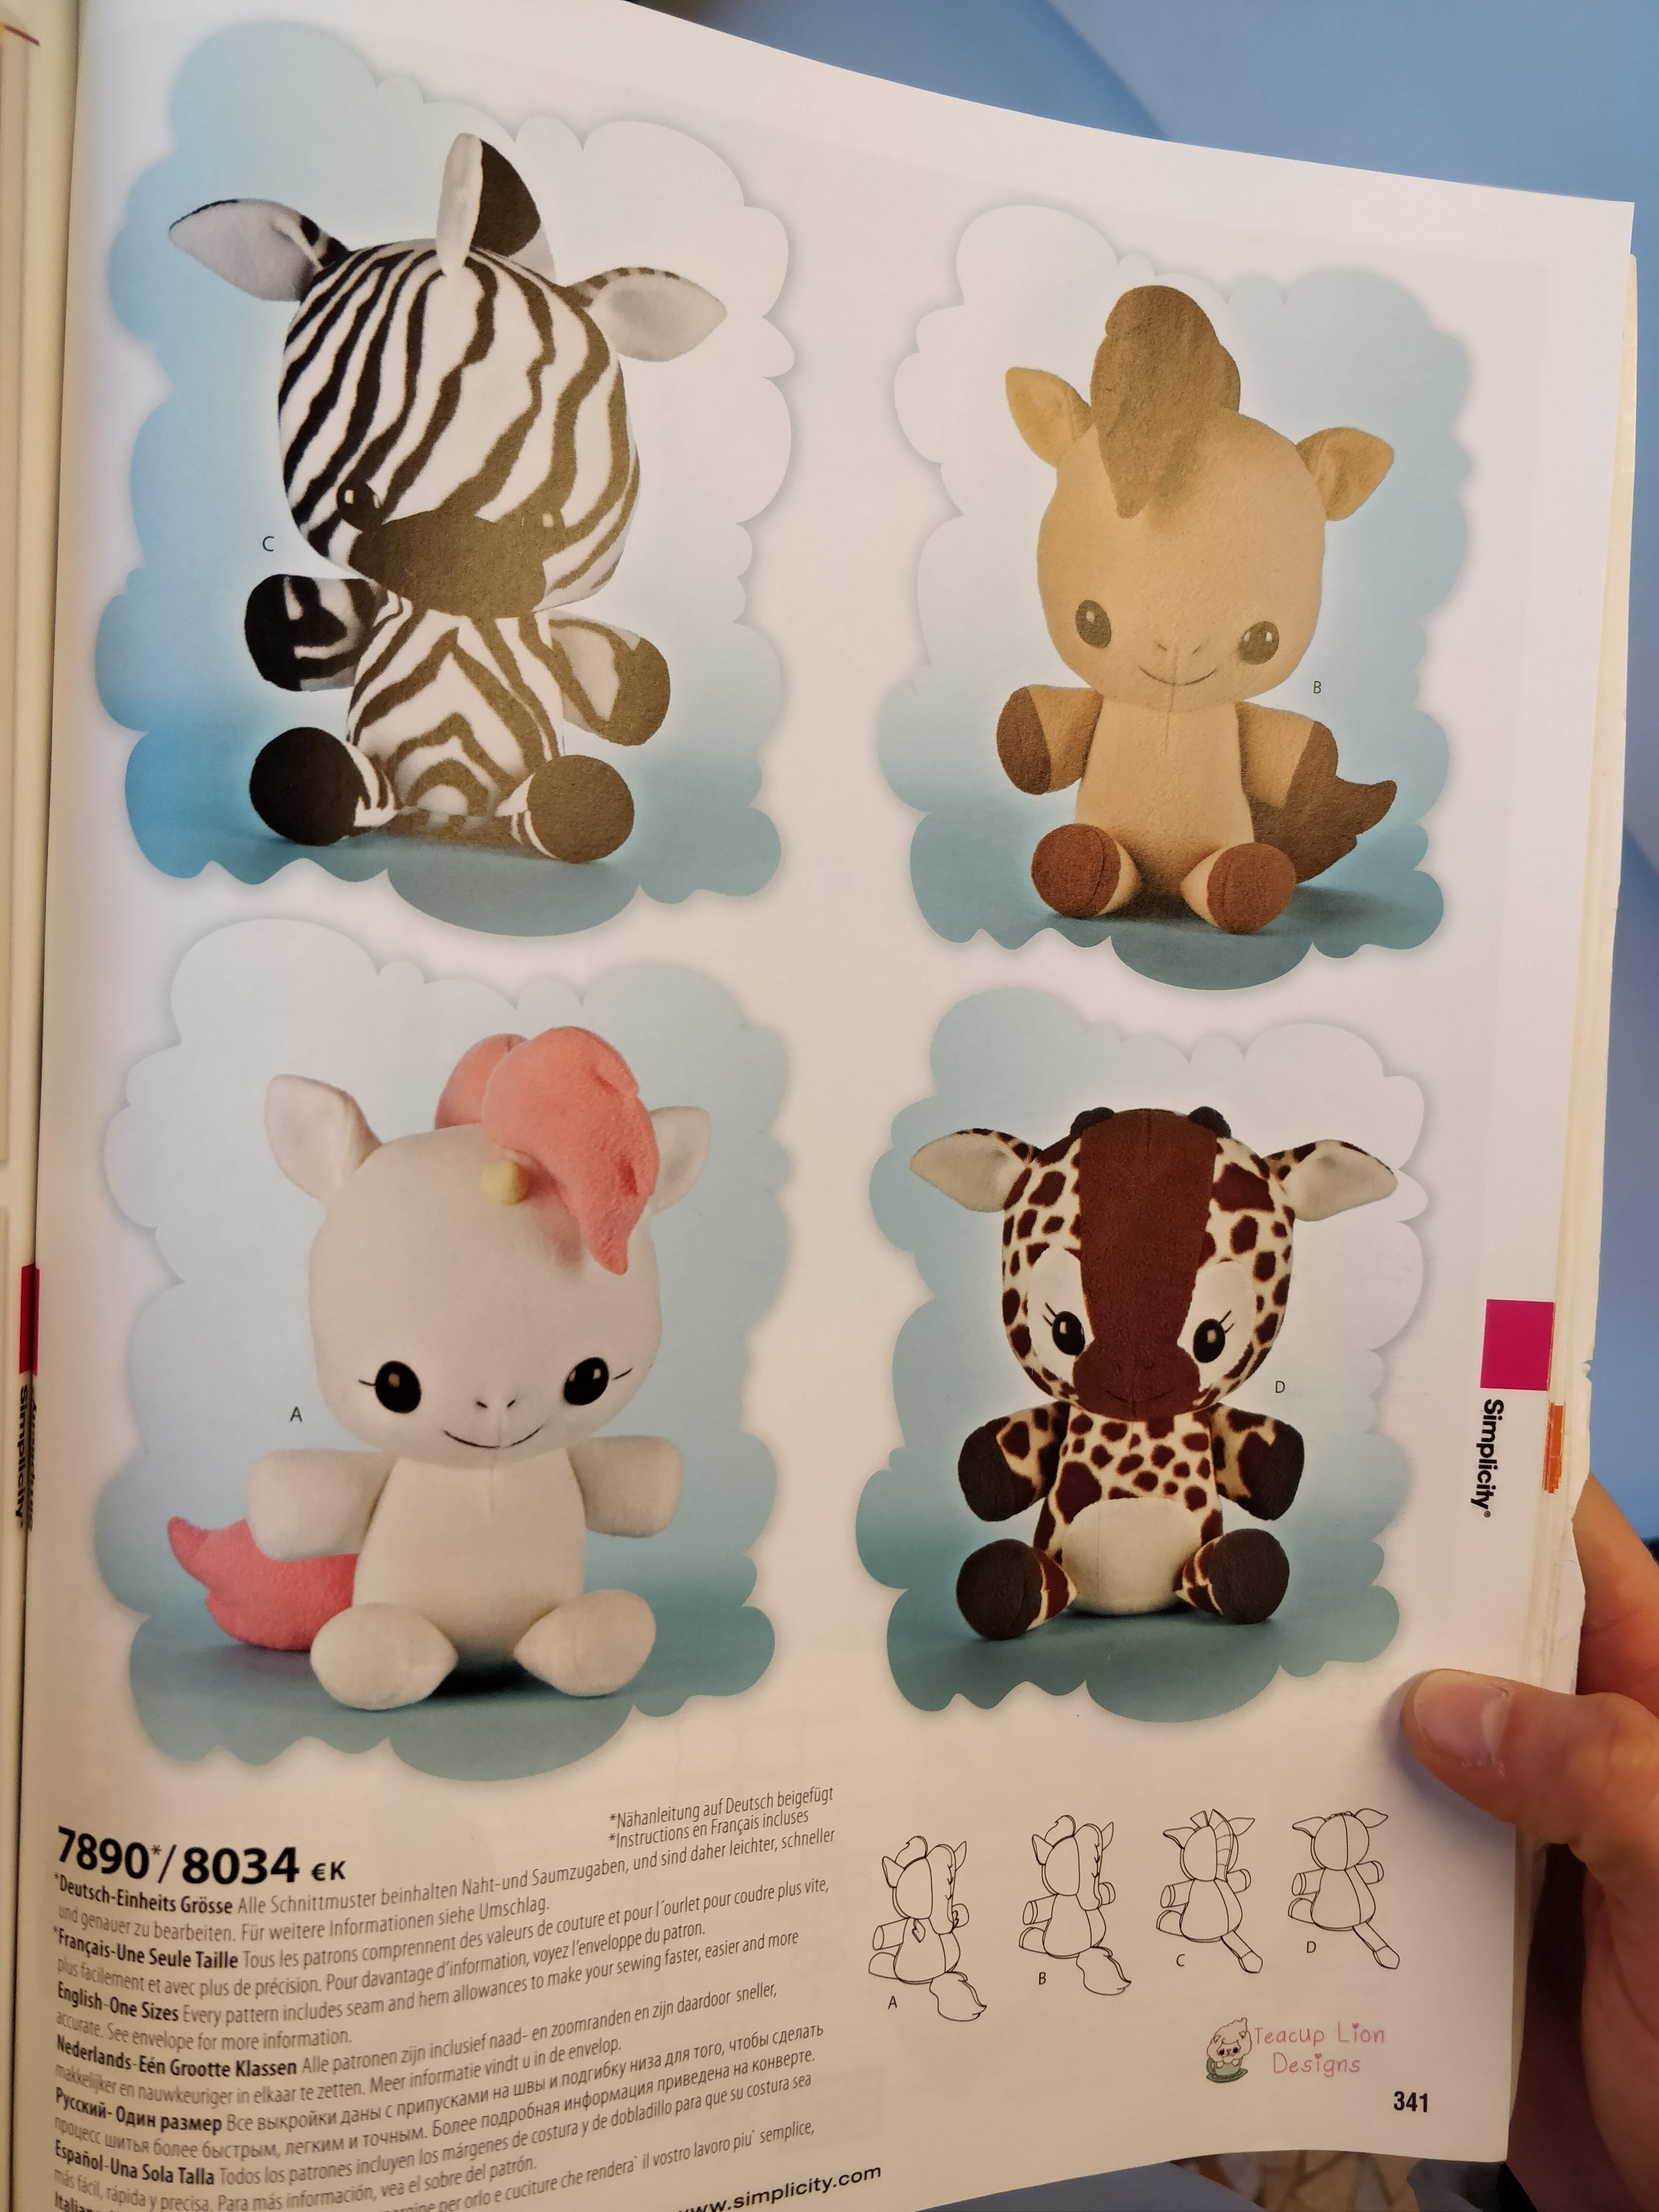 C
B
A
D
Simplicity®
*Nähanleitung auf Deutsch beigefügt
*Instructions en Français incluses
7890*/8034 €K
*Deutsch-Einheits Grösse Alle Schnittmuster beinhalten Naht-und Saumzugaben, und sind daher leichter, schneller
und genauer zu bearbeiten. Für weitere Informationen siehe Umschlag.
*Français-Une Seule Taille Tous les patrons comprennent des valeurs de couture et pour l´ourlet pour coudre plus vite,
plus facilement et avec plus de précision. Pour davantage d'information, voyez l'enveloppe du patron.
English-One Sizes Every pattern includes seam and hem allowances to make your sewing faster, easier and more
accurate. See envelope for more information.
Nederlands-Eén Grootte Klassen Alle patronen zijn inclusief naad- en zoomranden en zijn daardoor sneller,
makkelijker en nauwkeuriger in elkaar te zetten. Meer informatie vindt u in de envelop.
Русский- Один размер Все выкройки даны с припусками на швы и подгибку низа для того, чтобы сделать
процесс шитья более быстрым, легким и точным. Более подробная информация приведена на конверте.
Español-Una Sola Talla Todos los patrones incluyen los márgenes de costura y de dobladillo para que su costura sea
más fácil, rápida y precisa. Para más información, vea el sobre del patrón.
per orlo e cuciture che rendera` il vostro lavoro piu` semplice,
A
B
C
D
Teacup Lion
Designs
341
www.simplicity.com